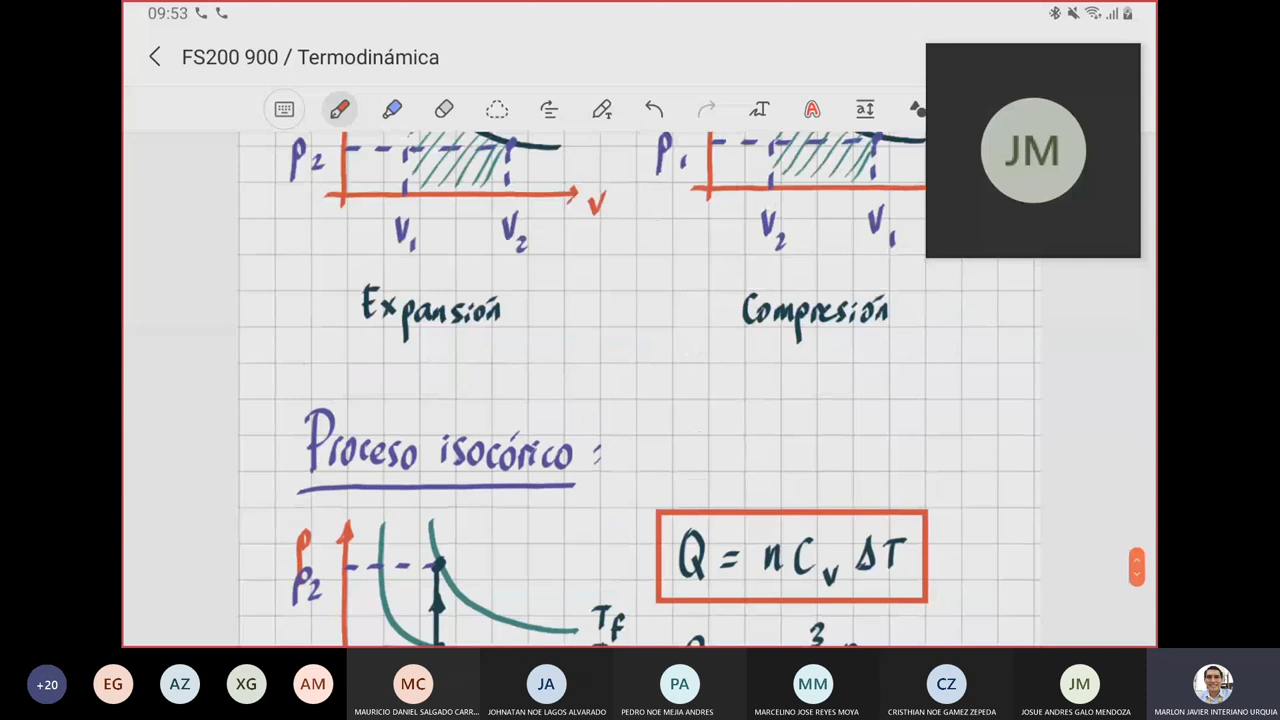 09:53
FS200 900 / Termodinámica
JM
P2
V
V1
V2
P1
V2
V1
Expansión
Compresión
Proceso isocórico :
P
P2
Tf
Q = n Cv ΔT
3
+20
EG
AZ
XG
AM
MC
JA
PA
MM
CZ
JM
MAURICIO DANIEL SALGADO CARR...
JOHNATAN NOE LAGOS ALVARADO
PEDRO NOE MEJIA ANDRES
MARCELINO JOSE REYES MOYA
CRISTHIAN NOE GAMEZ ZEPEDA
JOSUE ANDRES GALO MENDOZA
MARLON JAVIER INTERIANO URQUIA